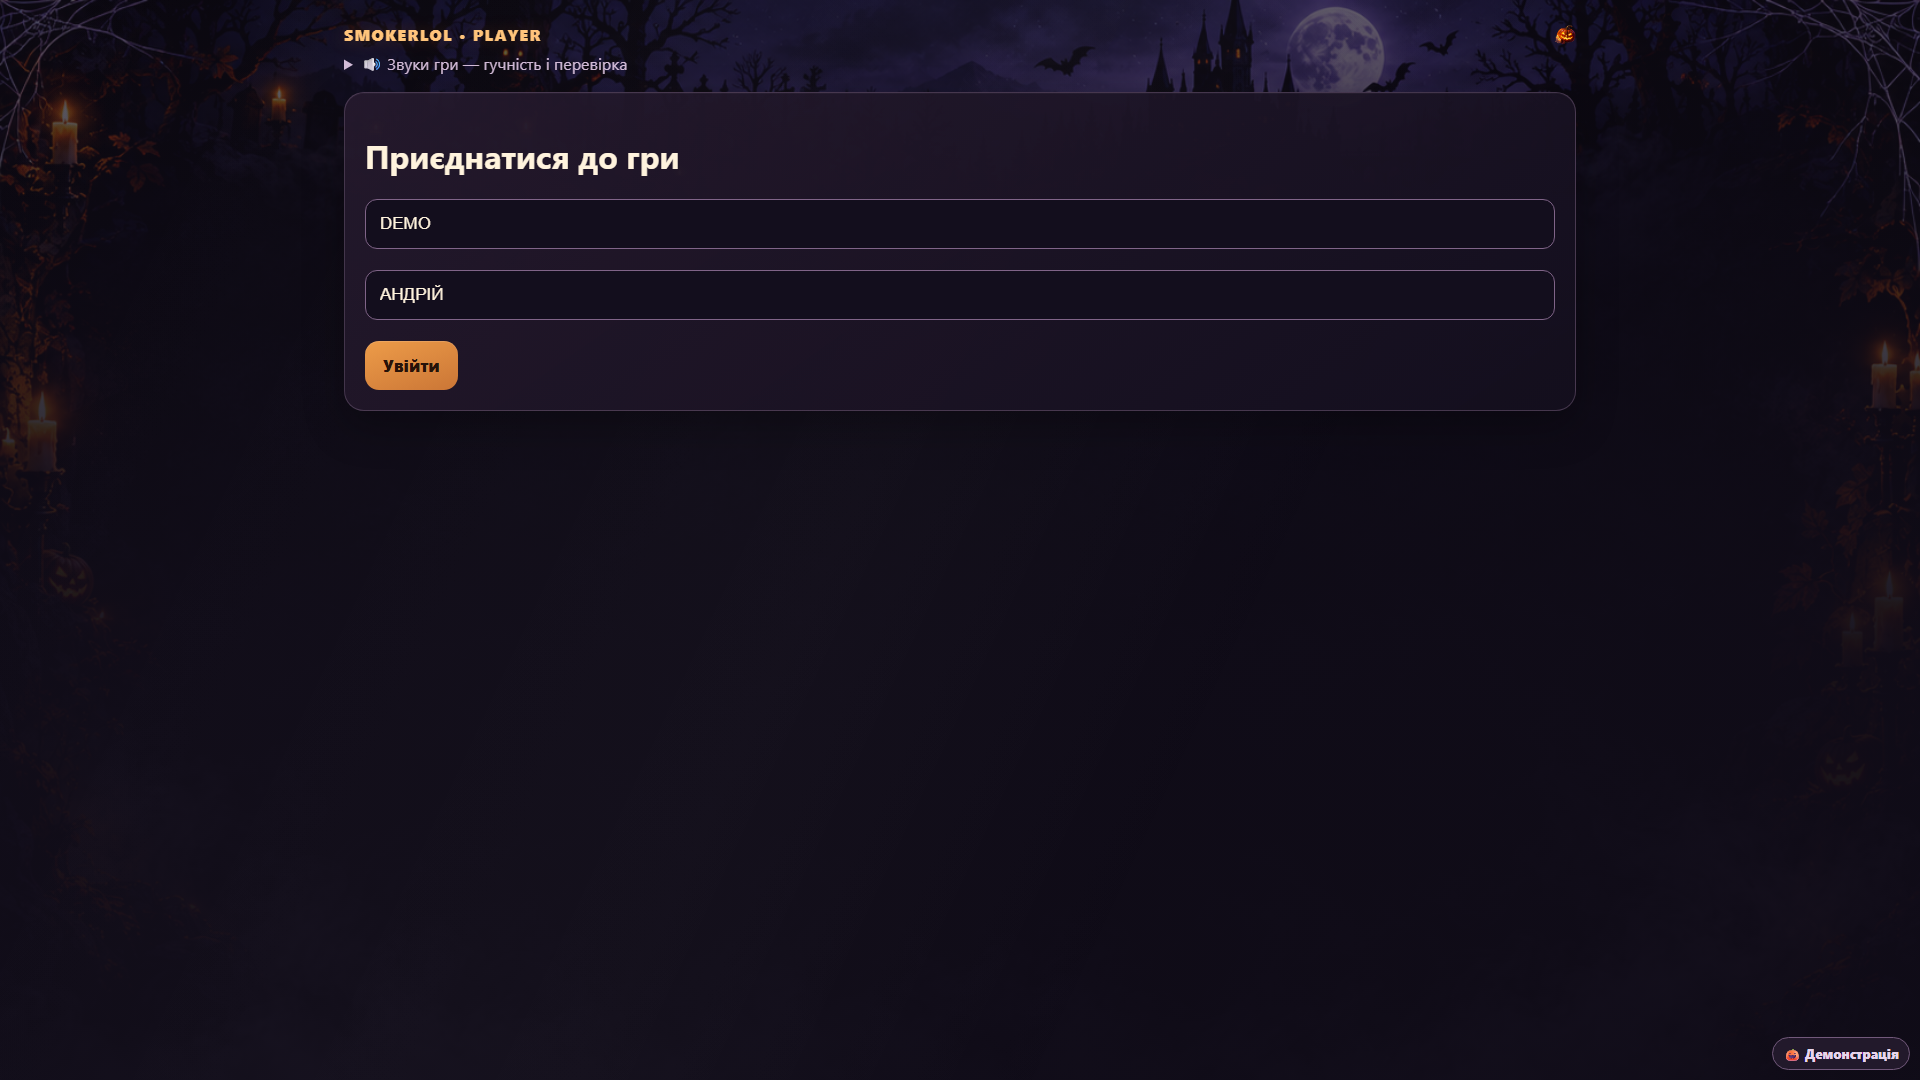 SMOKERLOL • PLAYER
Звуки гри — гучність і перевірка
Приєднатися до гри
DEMO
АНДРІЙ
Увійти
Демонстрація